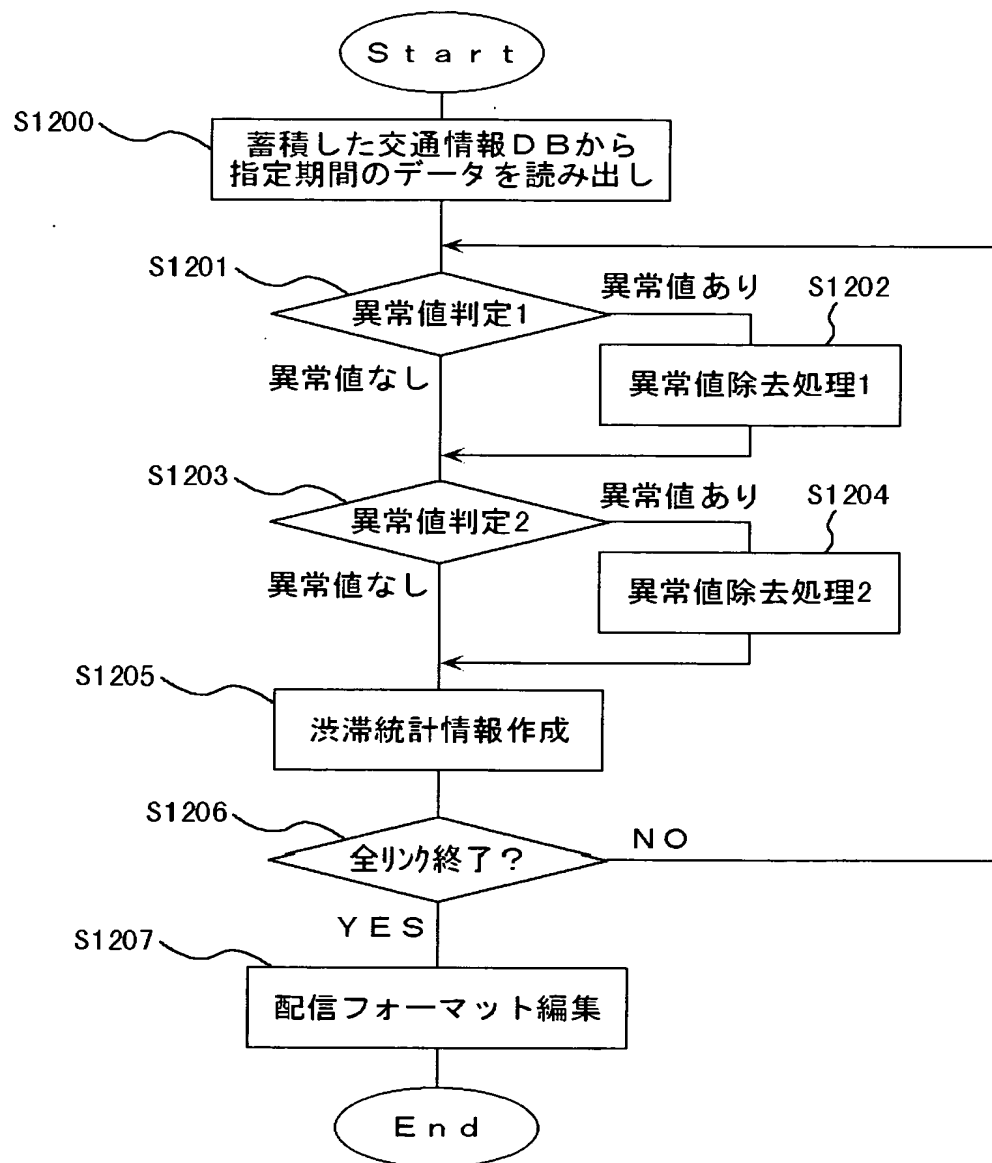 Start
S1200
蓄積した交通情報DBから
指定期間のデータを読み出し
S1201
異常値判定1
異常値あり
S1202
異常値除去処理1
異常値なし
S1203
異常値判定2
異常値あり
S1204
異常値除去処理2
異常値なし
S1205
渋滞統計情報作成
S1206
全リンク終了?
NO
YES
S1207
配信フォーマット編集
End